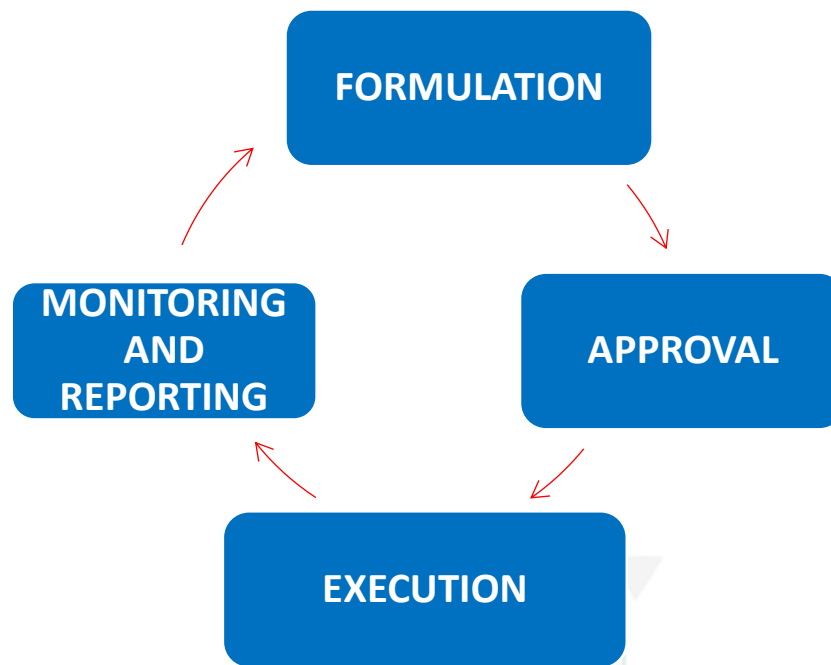 FORMULATION
APPROVAL
EXECUTION
MONITORING
AND
REPORTING